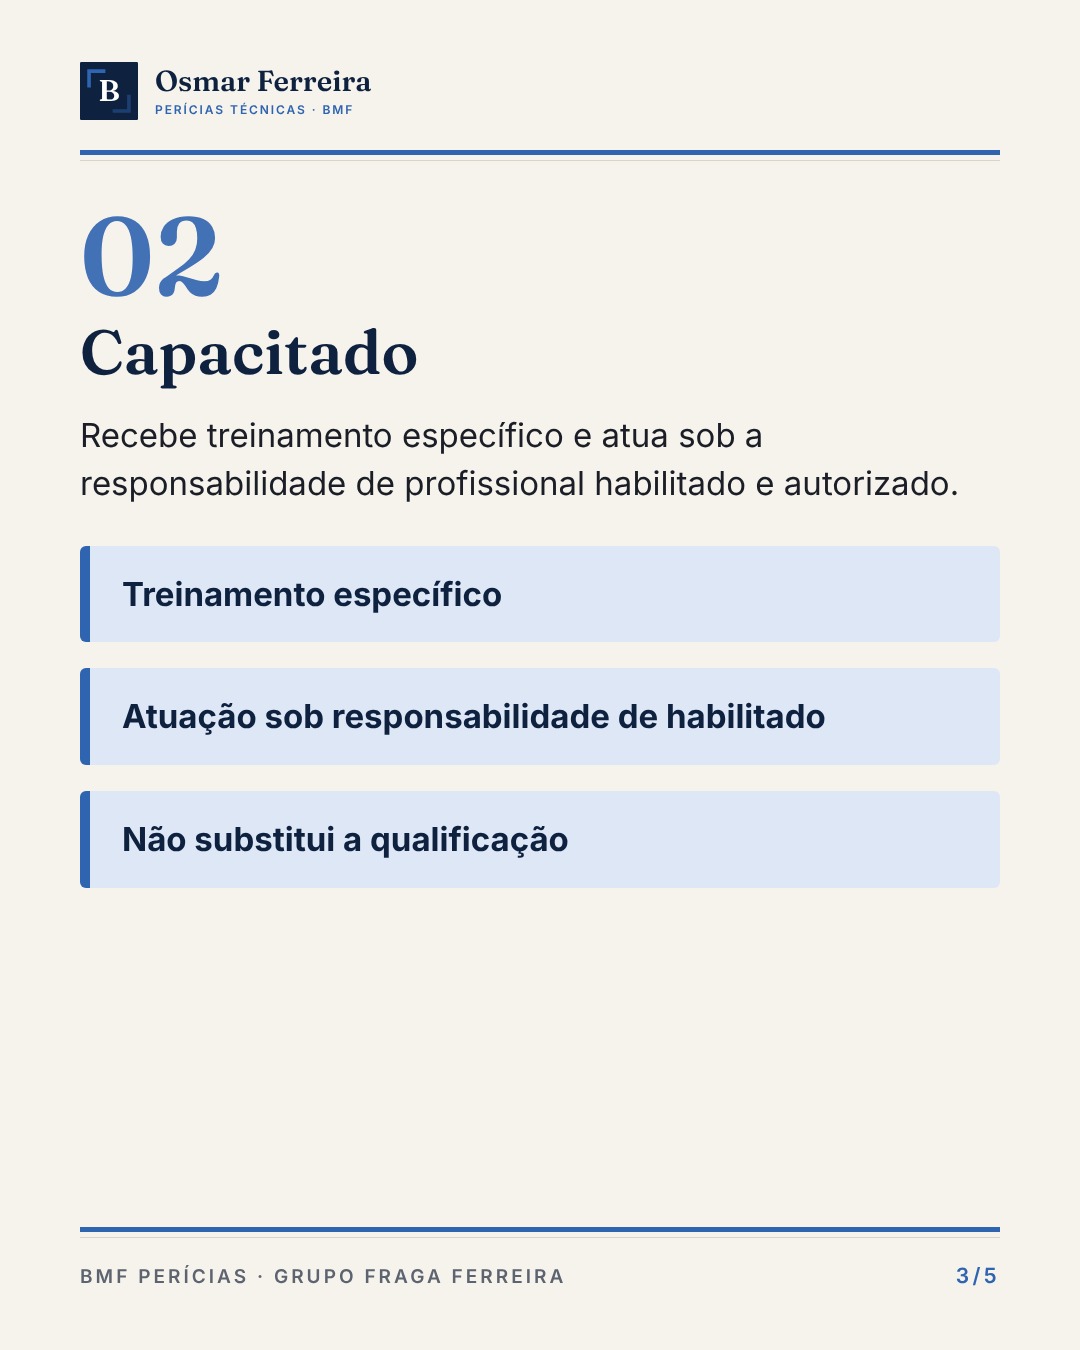 B
Osmar Ferreira
PERÍCIAS TÉCNICAS · BMF
02
Capacitado
Recebe treinamento específico e atua sob a
responsabilidade de profissional habilitado e autorizado.
Treinamento específico
Atuação sob responsabilidade de habilitado
Não substitui a qualificação
BMF PERÍCIAS · GRUPO FRAGA FERREIRA
3/5